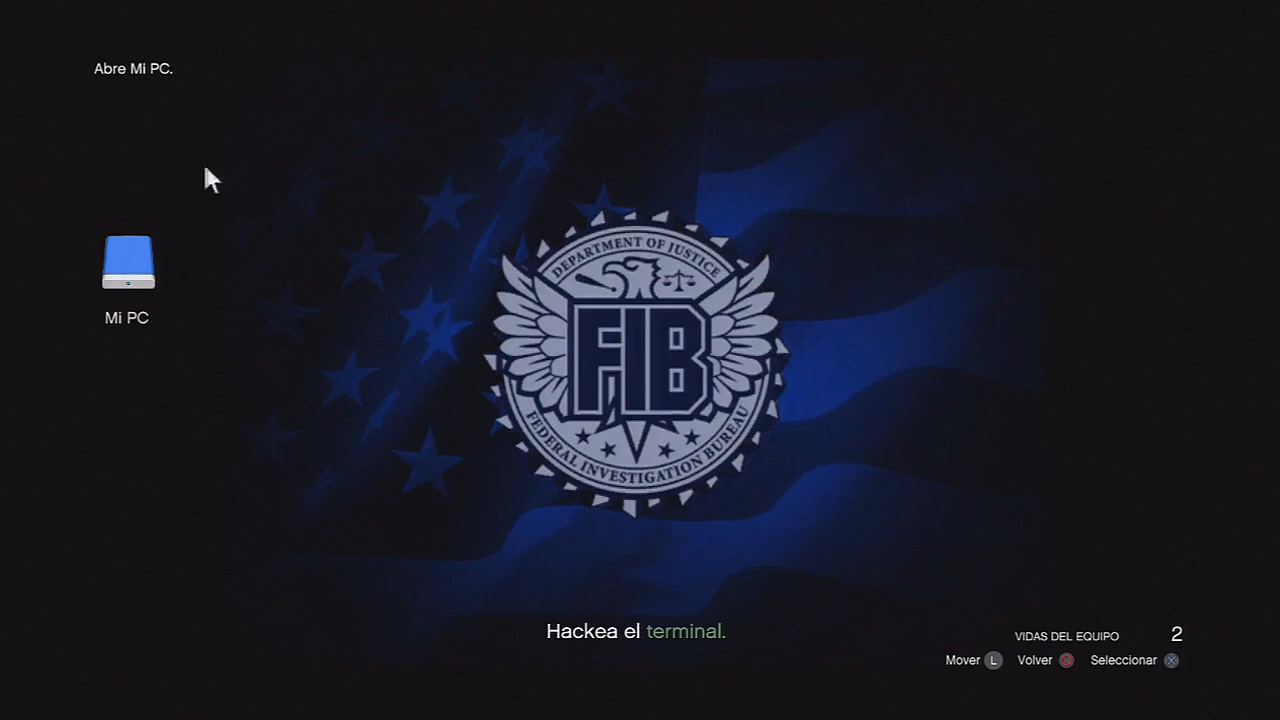 Abre Mi PC.
DEPARTMENT OF JUSTICE
FIB
FEDERAL INVESTIGATION BUREAU
Mi PC
Hackea el terminal.
VIDAS DEL EQUIPO 2
Mover L Volver Seleccionar